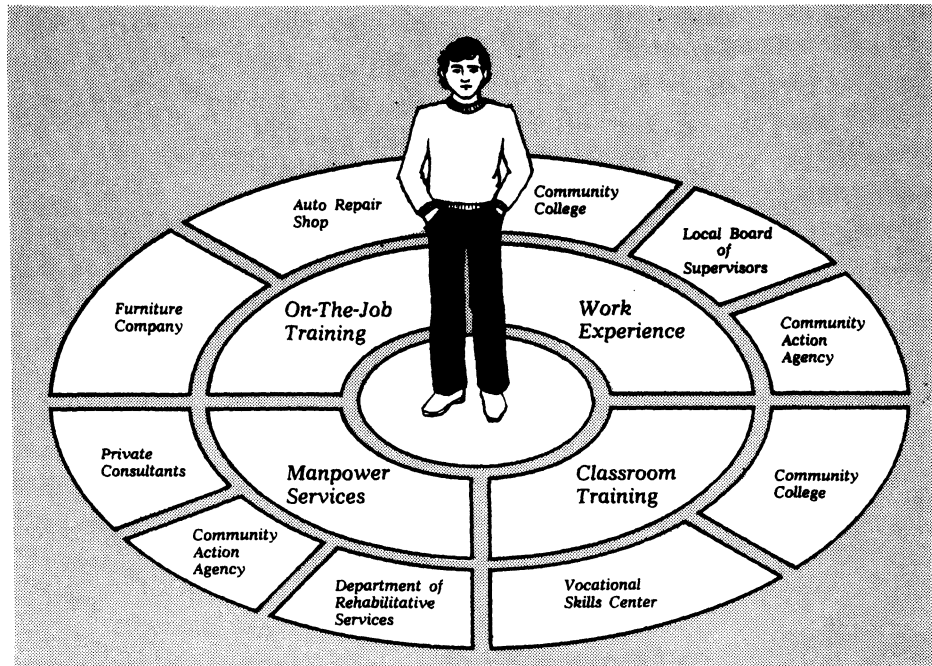 Auto Repair
Shop
Community
College
Local Board
of
Supervisors
Furniture
Company
On-The-Job
Training
Work
Experience
Community
Action
Agency
Private
Consultants
Manpower
Services
Classroom
Training
Community
College
Community
Action
Agency
Department of
Rehabilitative
Services
Vocational
Skills Center